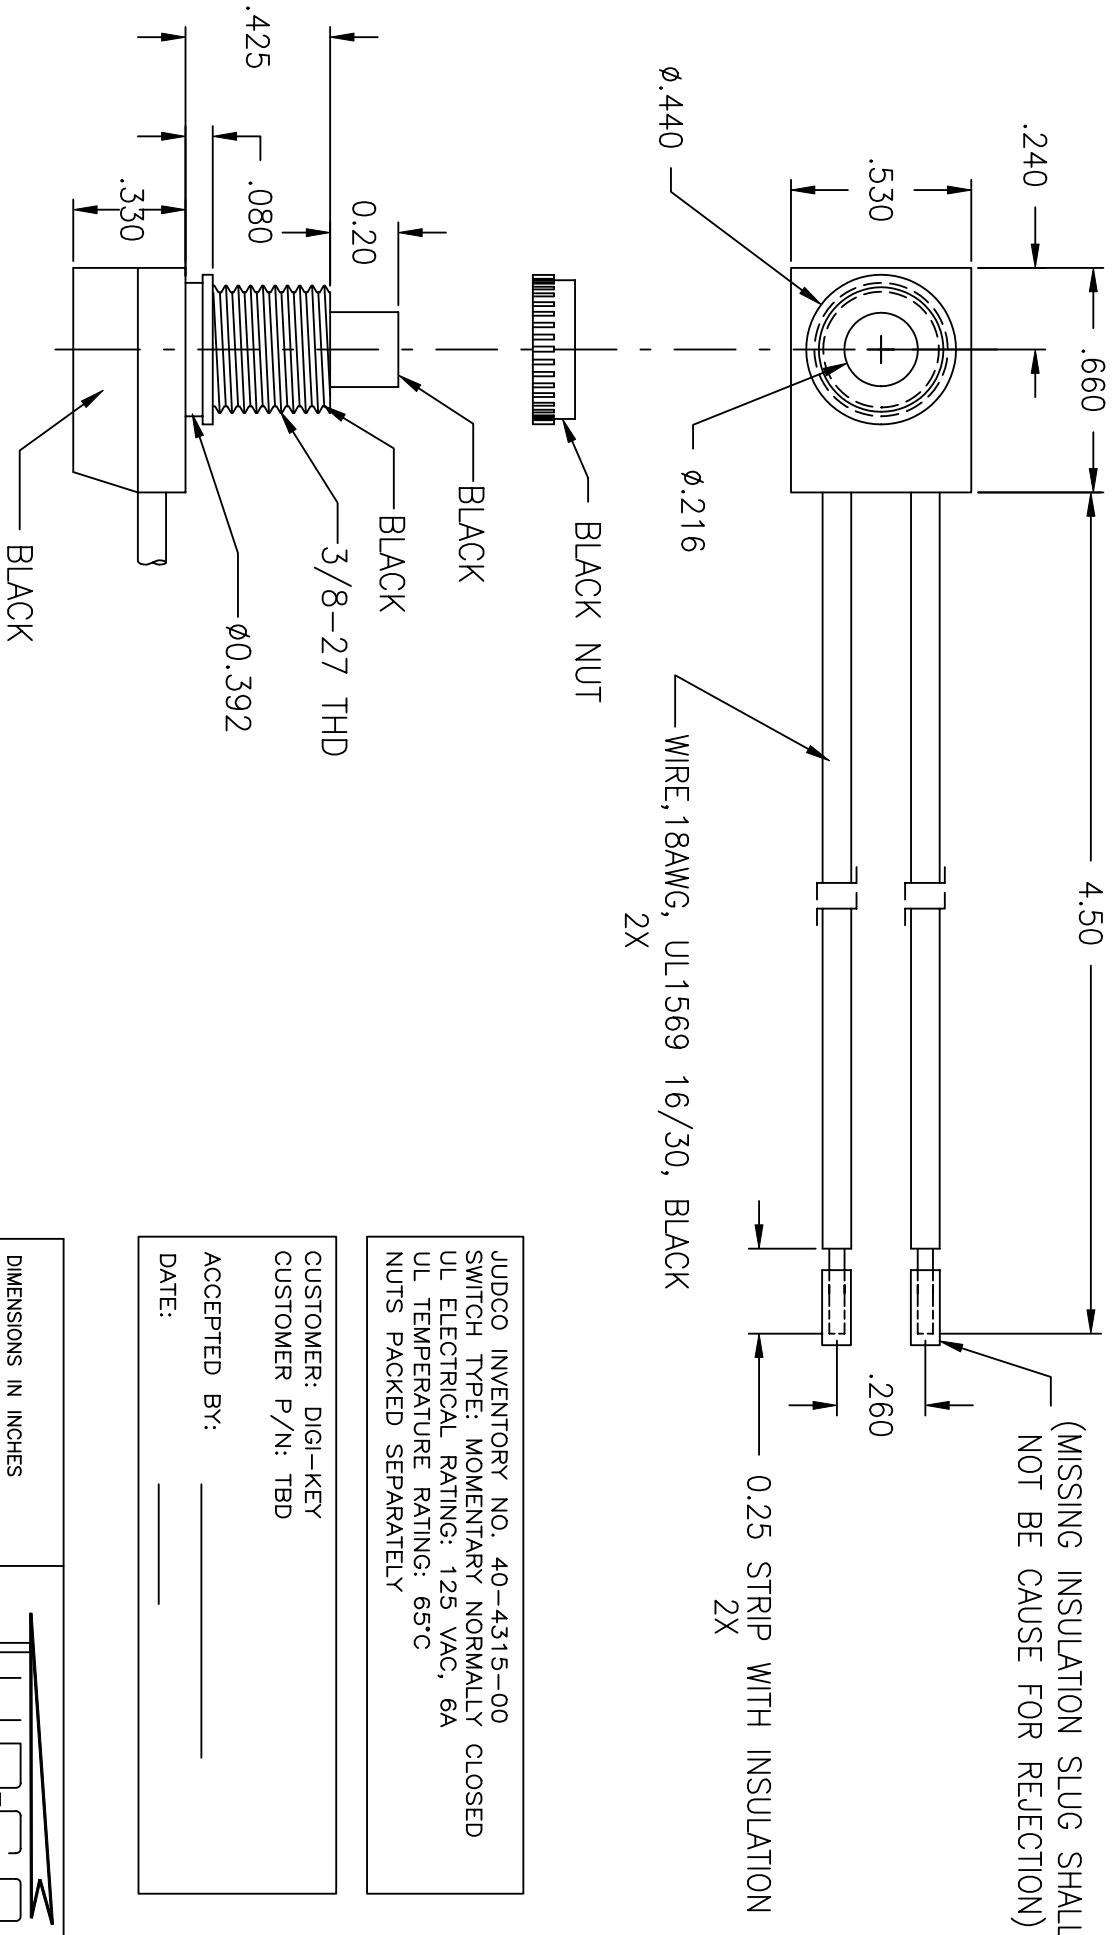 .240
.660
4.50
(MISSING INSULATION SLUG SHALL
NOT BE CAUSE FOR REJECTION)
.530
ø.440
.260
0.25 STRIP WITH INSULATION
2X
ø.216
WIRE,18AWG, UL1569 16/30, BLACK
2X
BLACK NUT
.425
.080
0.20
.330
BLACK
BLACK
3/8-27 THD
ø0.392
BLACK
JUDCO INVENTORY NO. 40-4315-00
SWITCH TYPE: MOMENTARY NORMALLY CLOSED
UL ELECTRICAL RATING: 125 VAC, 6A
UL TEMPERATURE RATING: 65°C
NUTS PACKED SEPARATELY
CUSTOMER: DIGI-KEY
CUSTOMER P/N: TBD
ACCEPTED BY:
DATE:
DIMENSIONS IN INCHES